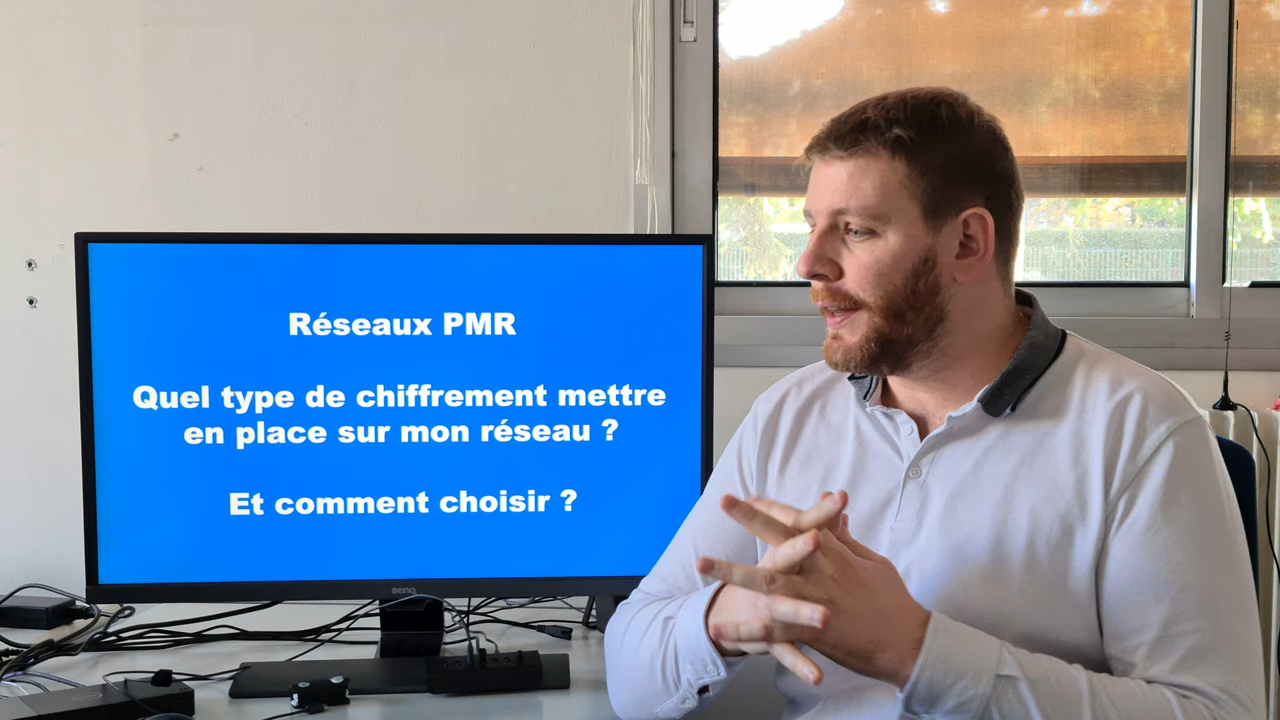 Réseaux PMR
Quel type de chiffrement mettre
en place sur mon réseau ?
Et comment choisir ?
BenQ